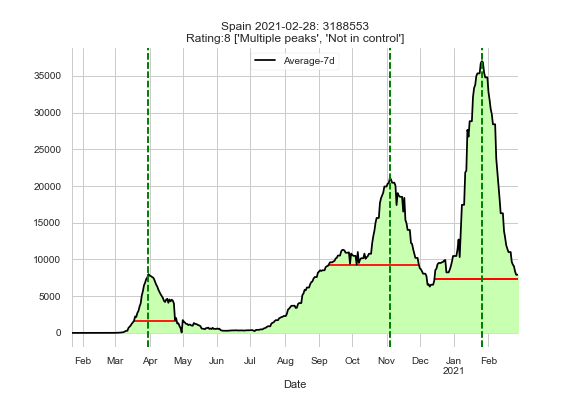 Spain 2021-02-28: 3188553
Rating:8 ['Multiple peaks', 'Not in control']
Average-7d
35000
30000
25000
20000
15000
10000
5000
0
Feb Mar Apr May Jun Jul Aug Sep Oct Nov Dec Jan Feb
2021
Date